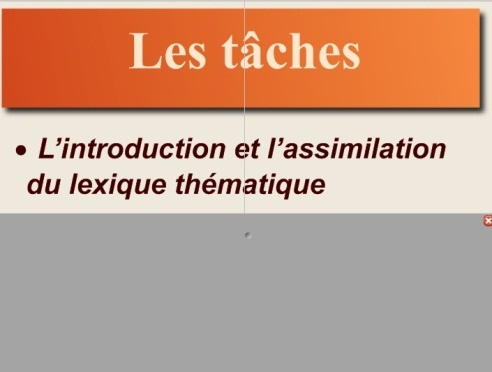 Les tâches
• L'introduction et l'assimilation
du lexique thématique